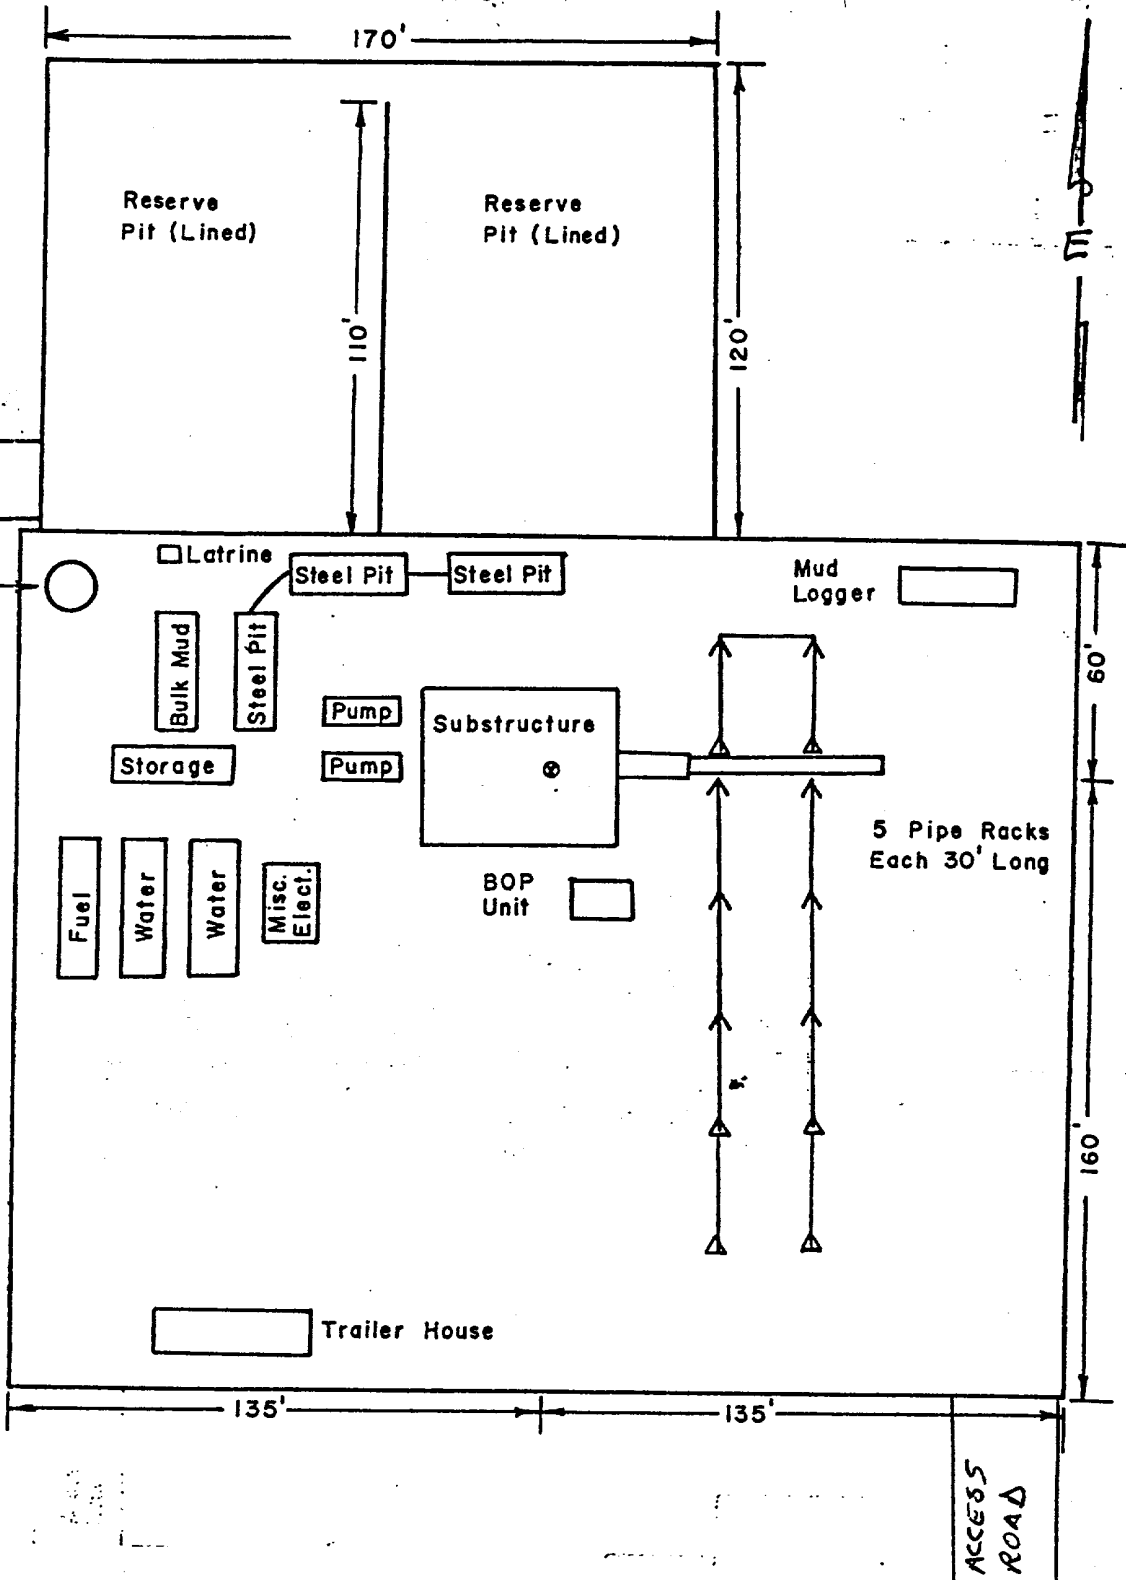 170'
Reserve
Pit (Lined)
Reserve
Pit (Lined)
110'
120'
Latrine
Steel Pit
Steel Pit
Mud
Logger
Bulk Mud
Steel Pit
60'
Pump
Substructure
Storage
Pump
5 Pipe Racks
Each 30' Long
Fuel
Water
Water
Misc.
Elect.
BOP
Unit
160'
Trailer House
135'
135'
ACCESS
ROAD